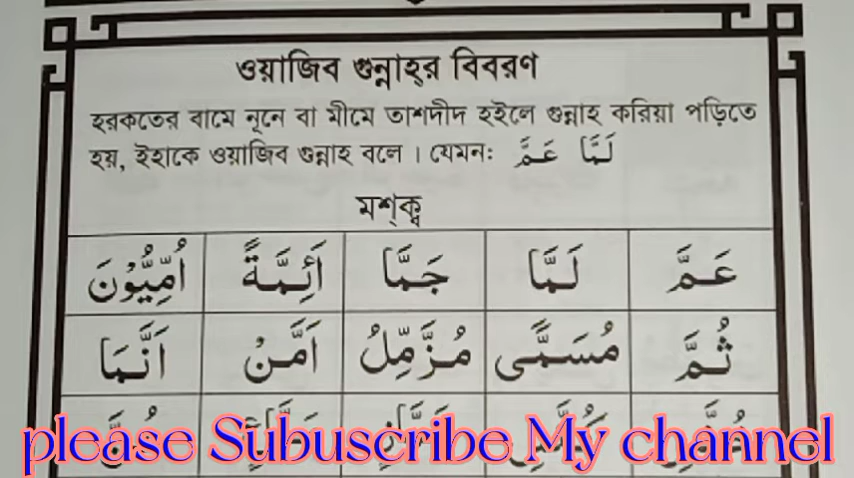 ওয়াজিব গুন্নাহ্‌র বিবরণ
হরকতের বামে নূনে বা মীমে তাশদীদ হইলে গুন্নাহ করিয়া পড়িতে
হয়, ইহাকে ওয়াজিব গুন্নাহ বলে । যেমনঃ لَمَّا عَمَّ
মশ্‌ক্ব
عَمَّ لَمَّا جَمَّا اَئِمَّةً اُمِّيُّوْنَ
ثُمَّ مُسَمًّى مُزَّمِّلُ اَمَّنْ اَنَّمَا
please Subuscribe My channel